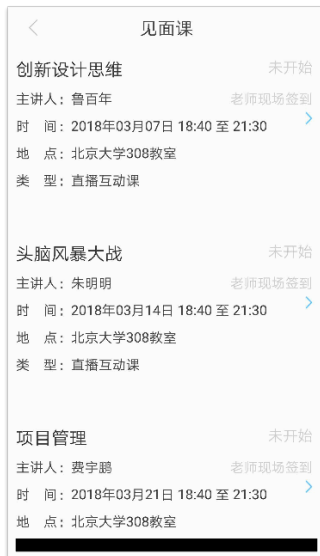 见面课
创新设计思维 未开始
主讲人：鲁百年 老师现场签到
时 间：2018年03月07日 18:40 至 21:30
地 点：北京大学308教室
类 型：直播互动课
头脑风暴大战 未开始
主讲人：朱明明 老师现场签到
时 间：2018年03月14日 18:40 至 21:30
地 点：北京大学308教室
类 型：直播互动课
项目管理 未开始
主讲人：费宇鹏 老师现场签到
时 间：2018年03月21日 18:40 至 21:30
地 点：北京大学308教室